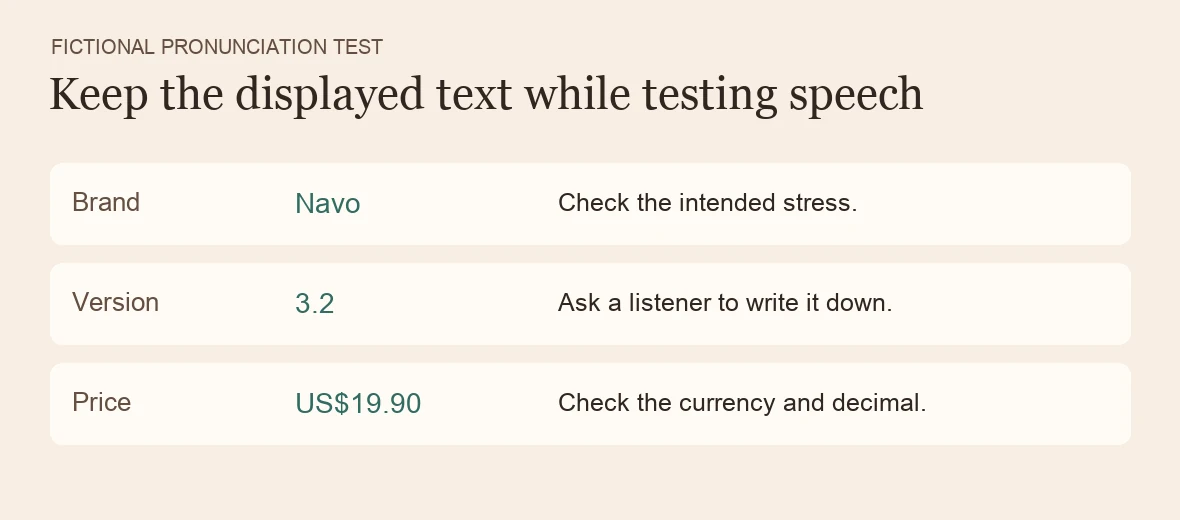 FICTIONAL PRONUNCIATION TEST
Keep the displayed text while testing speech
Brand Navo Check the intended stress.
Version 3.2 Ask a listener to write it down.
Price US$19.90 Check the currency and decimal.